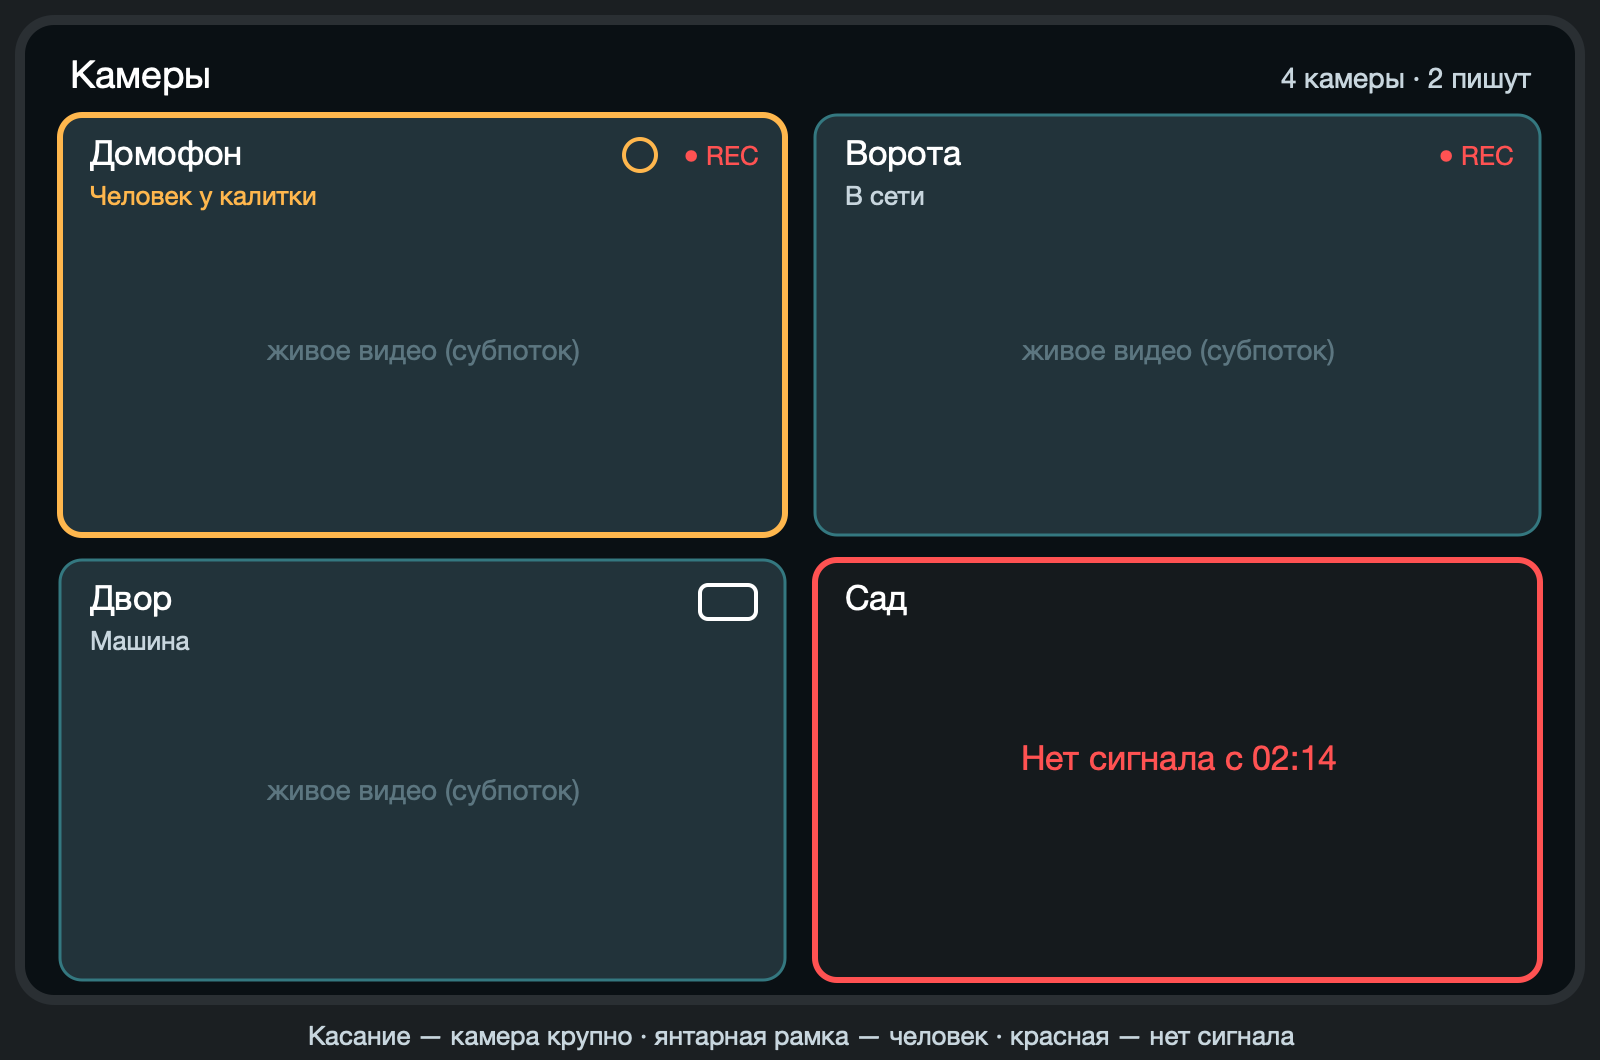 Камеры
4 камеры · 2 пишут
Домофон
● REC
Человек у калитки
живое видео (субпоток)
Ворота
● REC
В сети
живое видео (субпоток)
Двор
Машина
живое видео (субпоток)
Сад
Нет сигнала с 02:14
Касание — камера крупно · янтарная рамка — человек · красная — нет сигнала